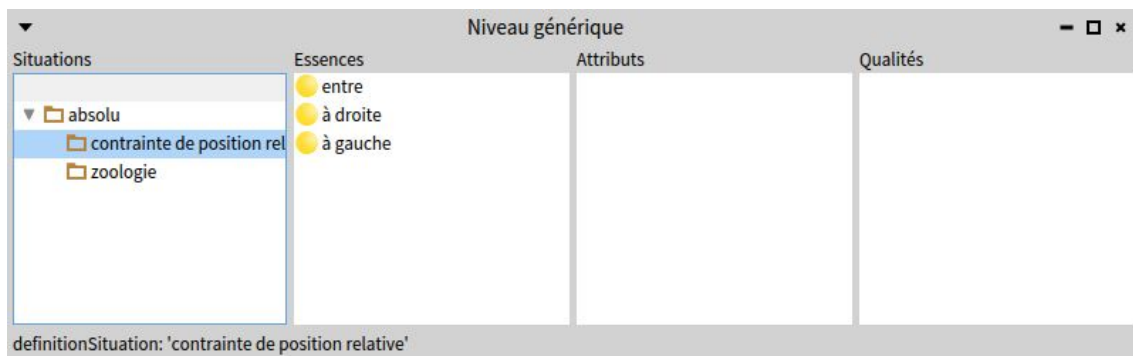 Niveau générique
Situations
Essences
Attributs
Qualités
absolu
contrainte de position rel
zoologie
entre
à droite
à gauche
definitionSituation: 'contrainte de position relative'